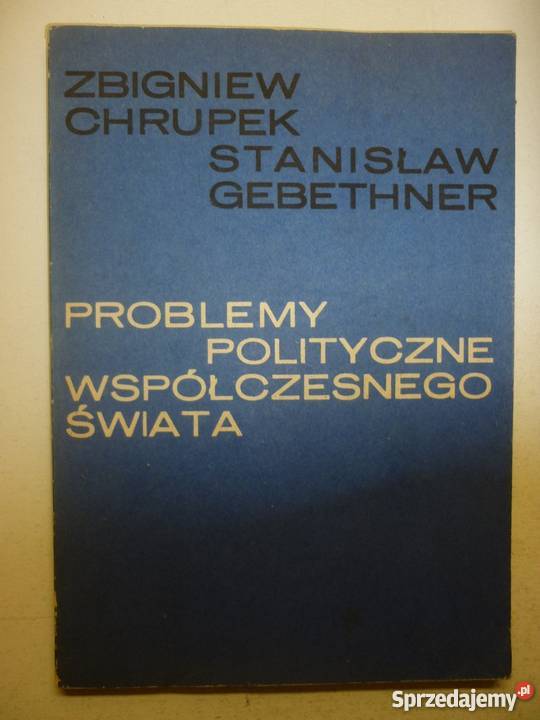 ZBIGNIEW
CHRUPEK
STANISŁAW
GEBETHNER
PROBLEMY
POLITYCZNE
WSPÓŁCZESNEGO
ŚWIATA
Sprzedajemy.pl